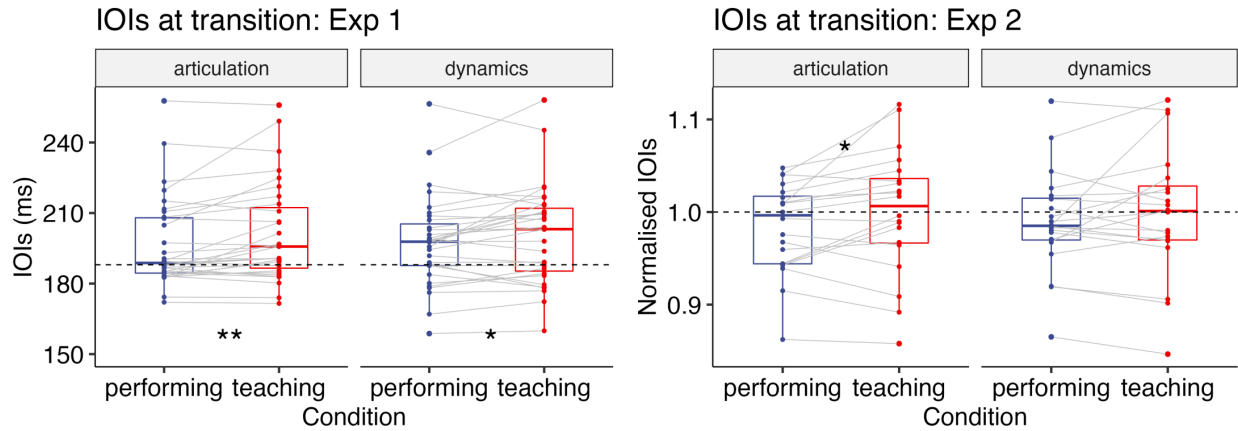 IOIs at transition: Exp 1
articulation dynamics
IOIs (ms)
240
210
180
150
**
*
performing teaching performing teaching
Condition
IOIs at transition: Exp 2
articulation dynamics
Normalised IOIs
1.1
1.0
0.9
*
performing teaching performing teaching
Condition